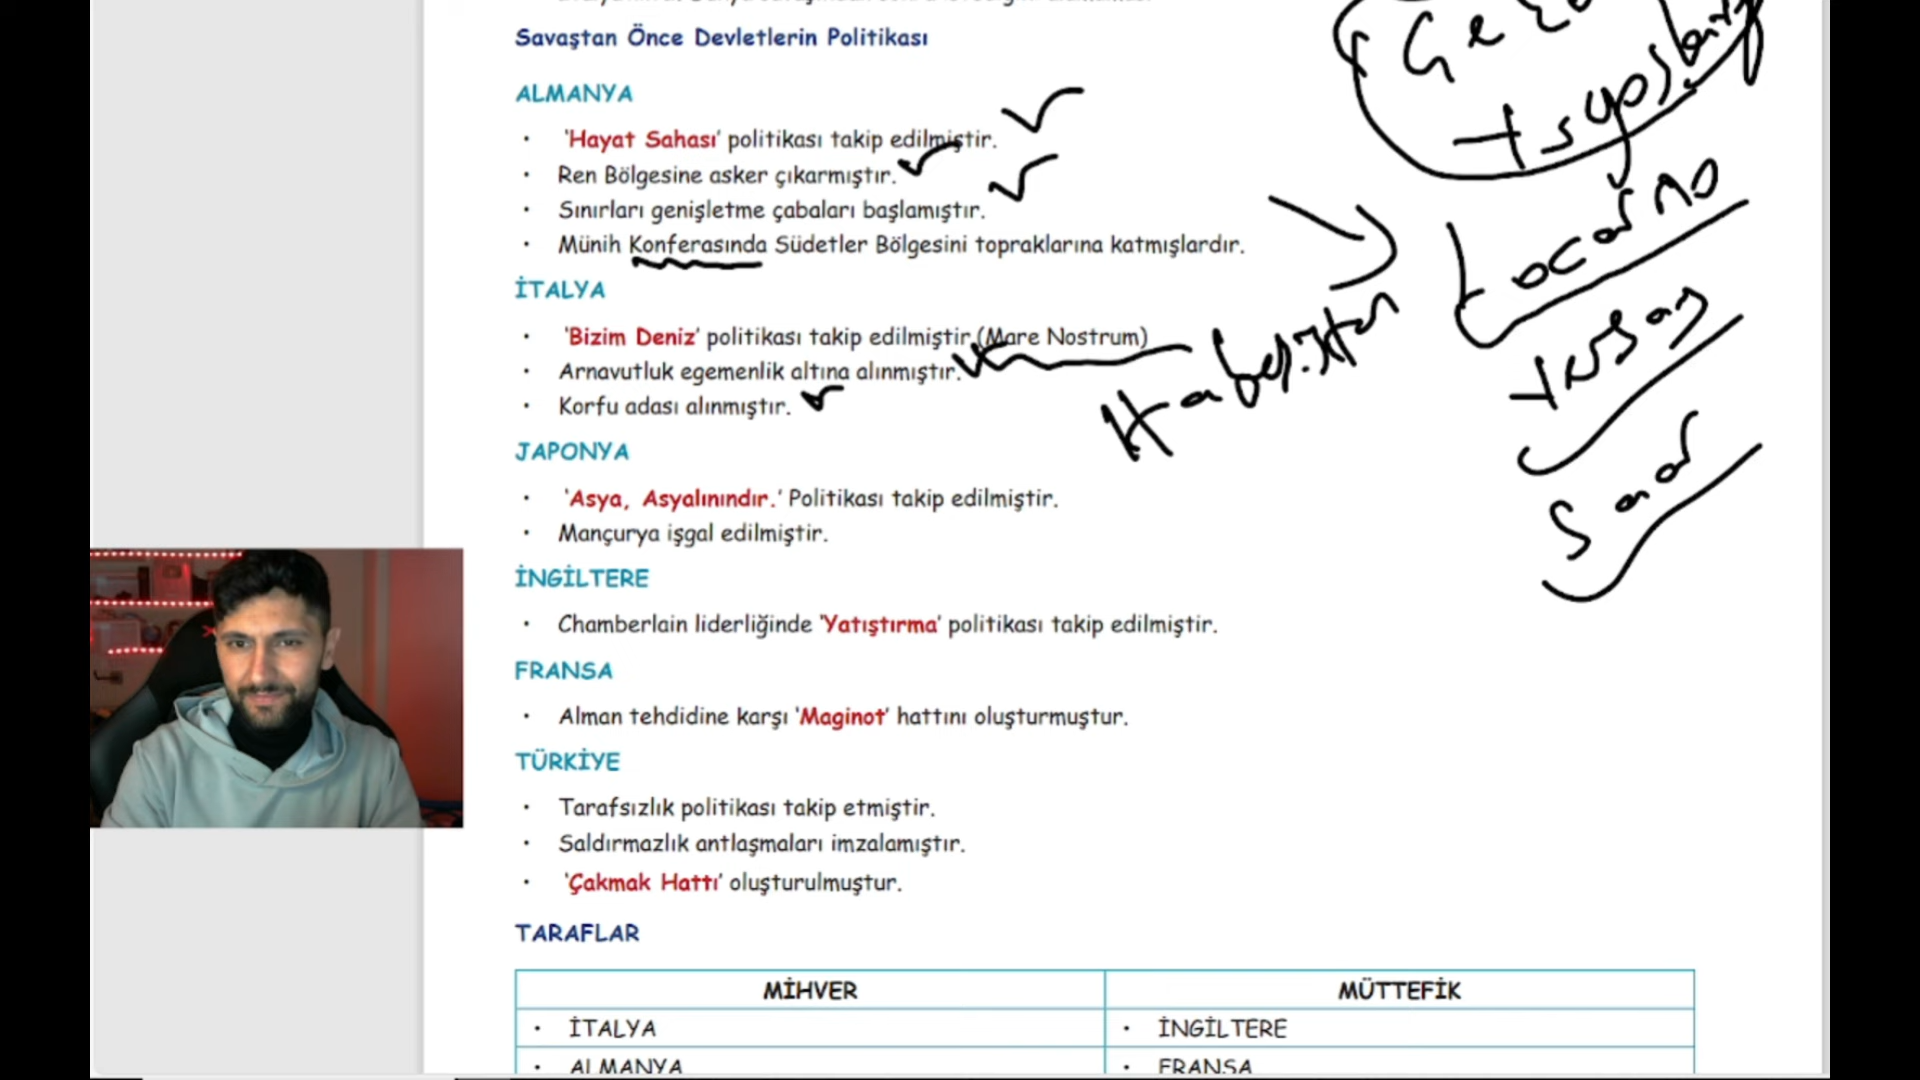 Savaştan Önce Devletlerin Politikası
ALMANYA
• 'Hayat Sahası' politikası takip edilmiştir.
• Ren Bölgesine asker çıkarmıştır.
• Sınırları genişletme çabaları başlamıştır.
• Münih Konferasında Südetler Bölgesini topraklarına katmışlardır.
Locarno
İTALYA
• 'Bizim Deniz' politikası takip edilmiştir.(Mare Nostrum)
• Arnavutluk egemenlik altına alınmıştır.
• Korfu adası alınmıştır.
Habeşistan
Saar
JAPONYA
• 'Asya, Asyalınındır.' Politikası takip edilmiştir.
• Mançurya işgal edilmiştir.
İNGİLTERE
• Chamberlain liderliğinde 'Yatıştırma' politikası takip edilmiştir.
FRANSA
• Alman tehdidine karşı 'Maginot' hattını oluşturmuştur.
TÜRKİYE
• Tarafsızlık politikası takip etmiştir.
• Saldırmazlık antlaşmaları imzalamıştır.
• 'Çakmak Hattı' oluşturulmuştur.
TARAFLAR
MİHVER MÜTTEFİK
• İTALYA • İNGİLTERE
• ALMANYA • FRANSA